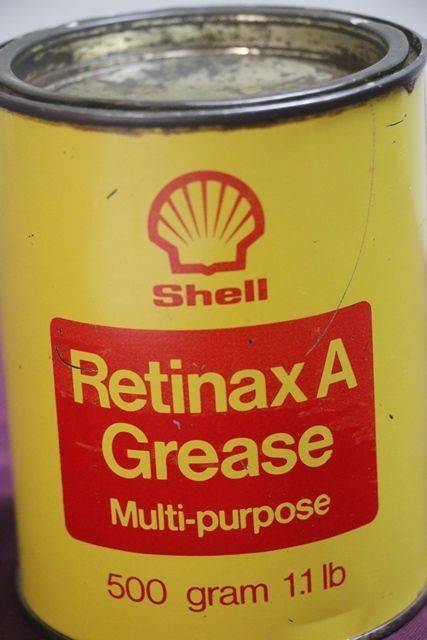 Shell
Retinax A
Grease
Multi-purpose
500 gram 1.1 lb